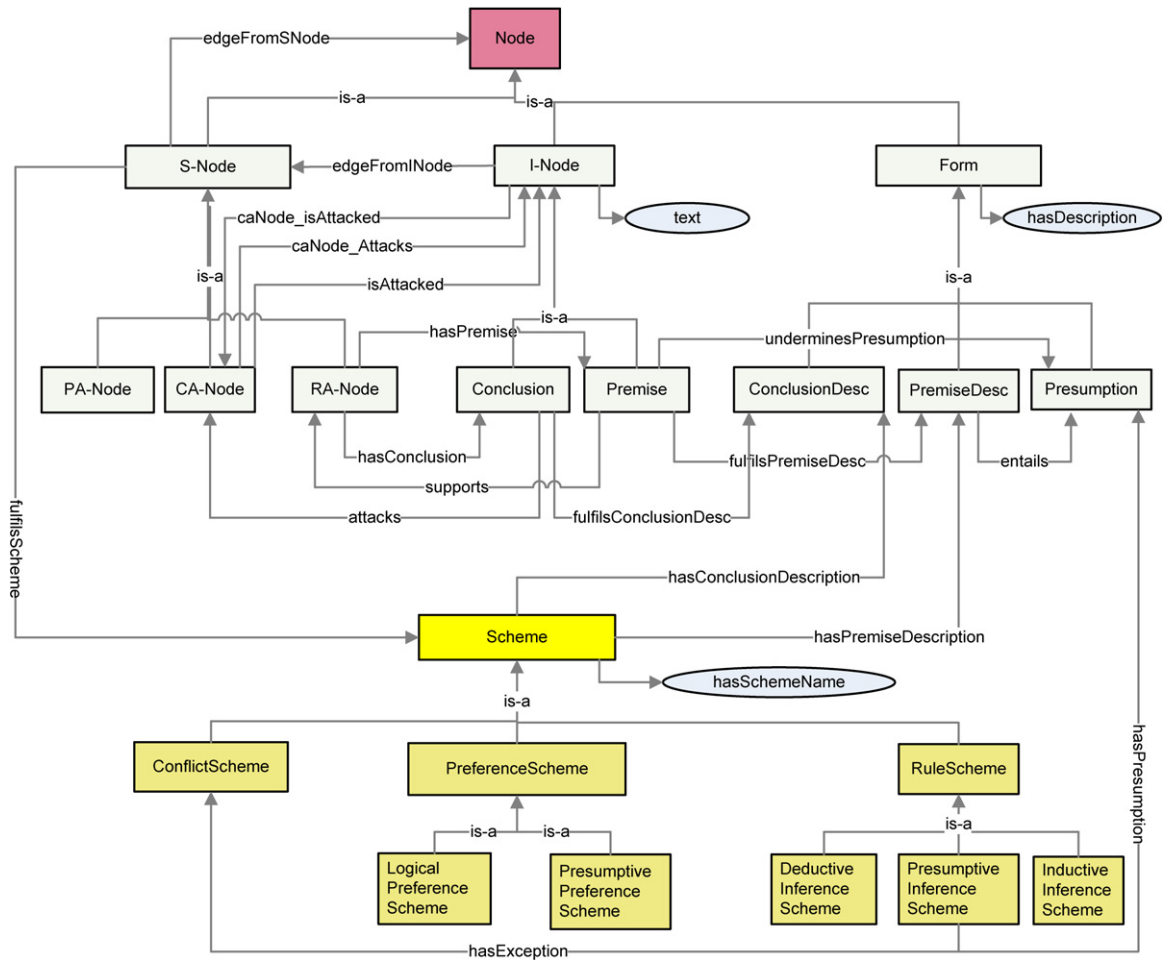 edgeFromSNode
Node
is-a
is-a
S-Node
edgeFromINode
I-Node
Form
caNode_isAttacked
text
hasDescription
caNode_Attacks
is-a
isAttacked
is-a
is-a
hasPremise
underminesPresumption
PA-Node
CA-Node
RA-Node
Conclusion
Premise
ConclusionDesc
PremiseDesc
Presumption
hasConclusion
fulfilsPremiseDesc
entails
supports
attacks
fulfilsConclusionDesc
fulfilsScheme
hasConclusionDescription
Scheme
hasPremiseDescription
hasSchemeName
is-a
hasPresumption
ConflictScheme
PreferenceScheme
RuleScheme
is-a
is-a
is-a
Logical
Preference
Scheme
Presumptive
Preference
Scheme
Deductive
Inference
Scheme
Presumptive
Inference
Scheme
Inductive
Inference
Scheme
hasException